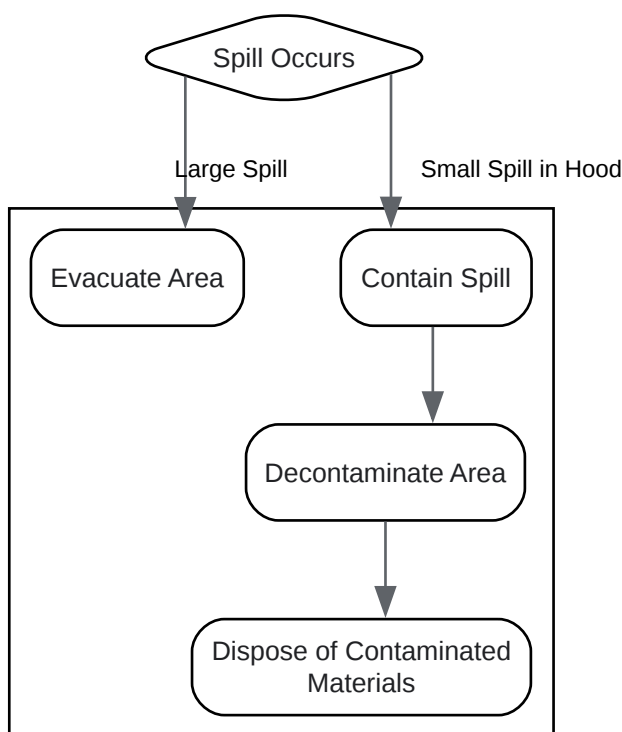 Spill Occurs
Large Spill
Small Spill in Hood
Evacuate Area
Contain Spill
Decontaminate Area
Dispose of Contaminated
Materials